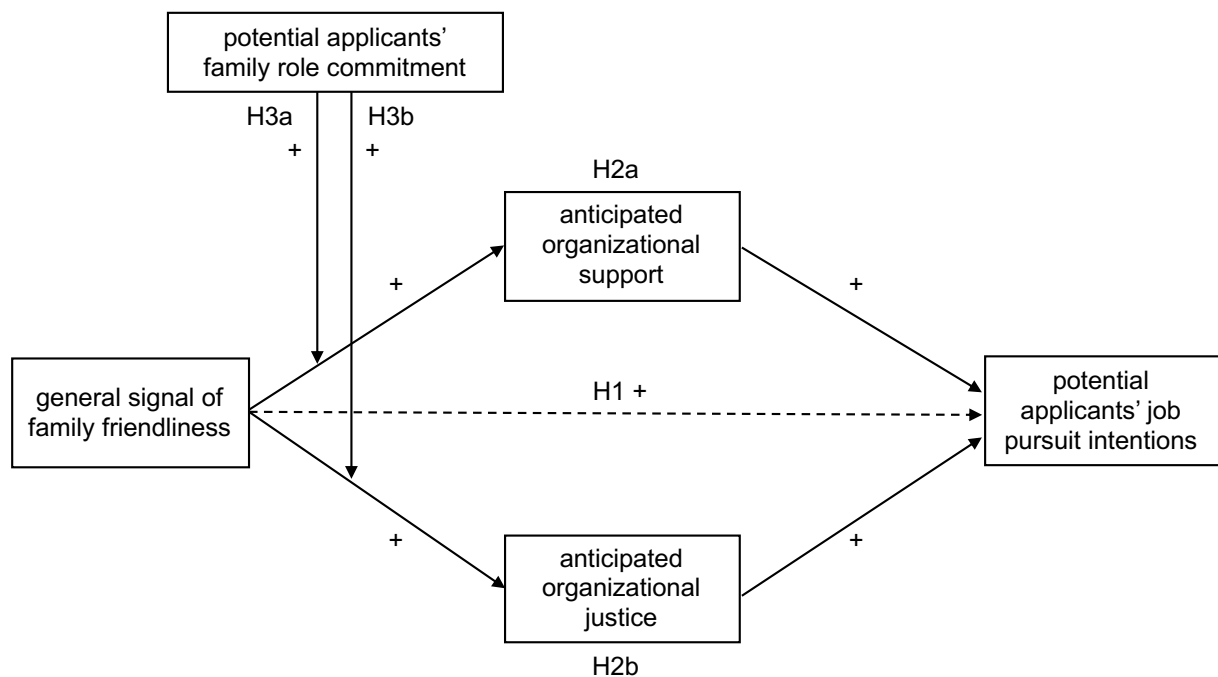 potential applicants’
family role commitment
H3a
H3b
+
+
H2a
anticipated
organizational
support
+
+
general signal of
family friendliness
H1 +
potential
applicants’ job
pursuit intentions
+
+
anticipated
organizational
justice
H2b